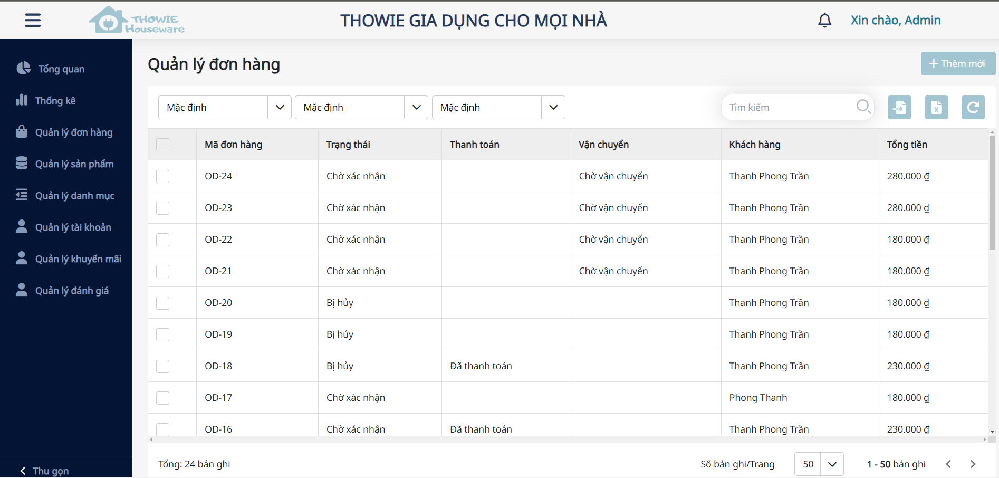 THOWIE
Houseware
THOWIE GIA DỤNG CHO MỌI NHÀ
Xin chào, Admin
Tổng quan
Thống kê
Quản lý đơn hàng
Quản lý sản phẩm
Quản lý danh mục
Quản lý tài khoản
Quản lý khuyến mãi
Quản lý đánh giá
Thu gọn
Quản lý đơn hàng
Thêm mới
Mặc định Mặc định Mặc định Tìm kiếm
Mã đơn hàng Trạng thái Thanh toán Vận chuyển Khách hàng Tổng tiền
OD-24 Chờ xác nhận Chờ vận chuyển Thanh Phong Trần 280.000 ₫
OD-23 Chờ xác nhận Chờ vận chuyển Thanh Phong Trần 280.000 ₫
OD-22 Chờ xác nhận Chờ vận chuyển Thanh Phong Trần 180.000 ₫
OD-21 Chờ xác nhận Chờ vận chuyển Thanh Phong Trần 180.000 ₫
OD-20 Bị hủy Thanh Phong Trần 180.000 ₫
OD-19 Bị hủy Thanh Phong Trần 180.000 ₫
OD-18 Bị hủy Đã thanh toán Thanh Phong Trần 230.000 ₫
OD-17 Chờ xác nhận Phong Thanh 180.000 ₫
OD-16 Chờ xác nhận Đã thanh toán Thanh Phong Trần 230.000 ₫
Tổng: 24 bản ghi Số bản ghi/Trang 50 1 - 50 bản ghi